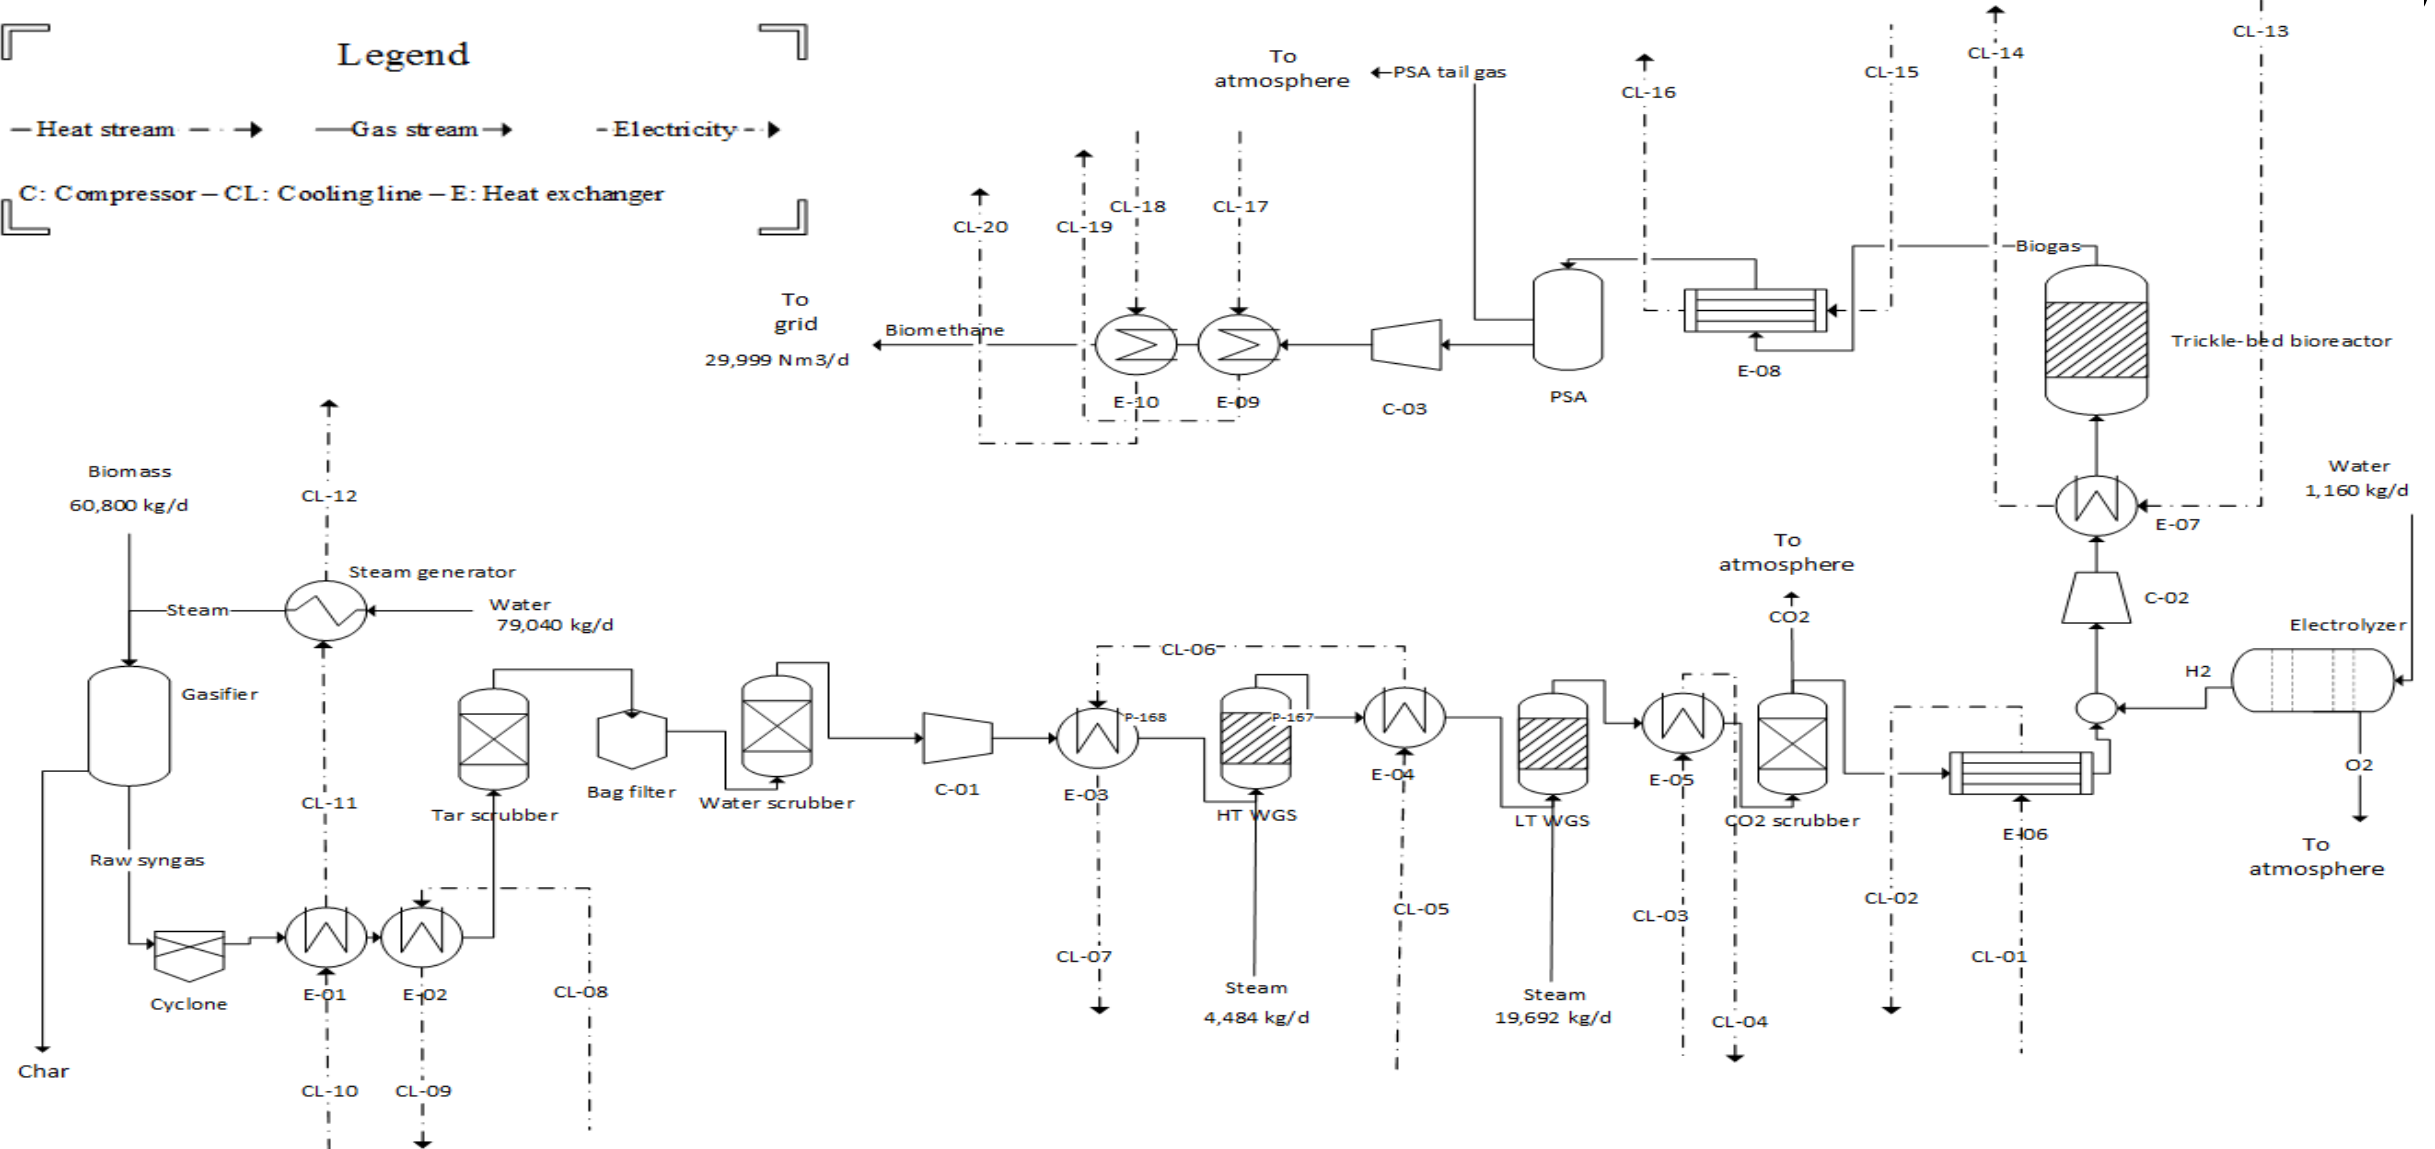 Legend
Heat stream
Gas stream
Electricity
C: Compressor – CL: Cooling line – E: Heat exchanger
To
atmosphere
PSA tail gas
CL-16
CL-15
CL-14
CL-13
CL-20
CL-19
CL-18
CL-17
Biogas
To
grid
29,999 Nm3/d
Biomethane
E-10
E-09
C-03
PSA
E-08
Trickle-bed bioreactor
Biomass
60,800 kg/d
CL-12
Steam generator
Steam
Water
79,040 kg/d
Gasifier
CL-11
Raw syngas
Char
Cyclone
E-01
E-02
CL-10
CL-09
CL-08
Tar scrubber
Bag filter
Water scrubber
C-01
CL-06
P-168
E-03
CL-07
P-167
HT WGS
Steam
4,484 kg/d
E-04
CL-05
LT WGS
Steam
19,692 kg/d
E-05
CL-03
CL-04
To
atmosphere
CO2
CO2 scrubber
CL-02
E-06
CL-01
E-07
C-02
Water
1,160 kg/d
Electrolyzer
H2
O2
To
atmosphere